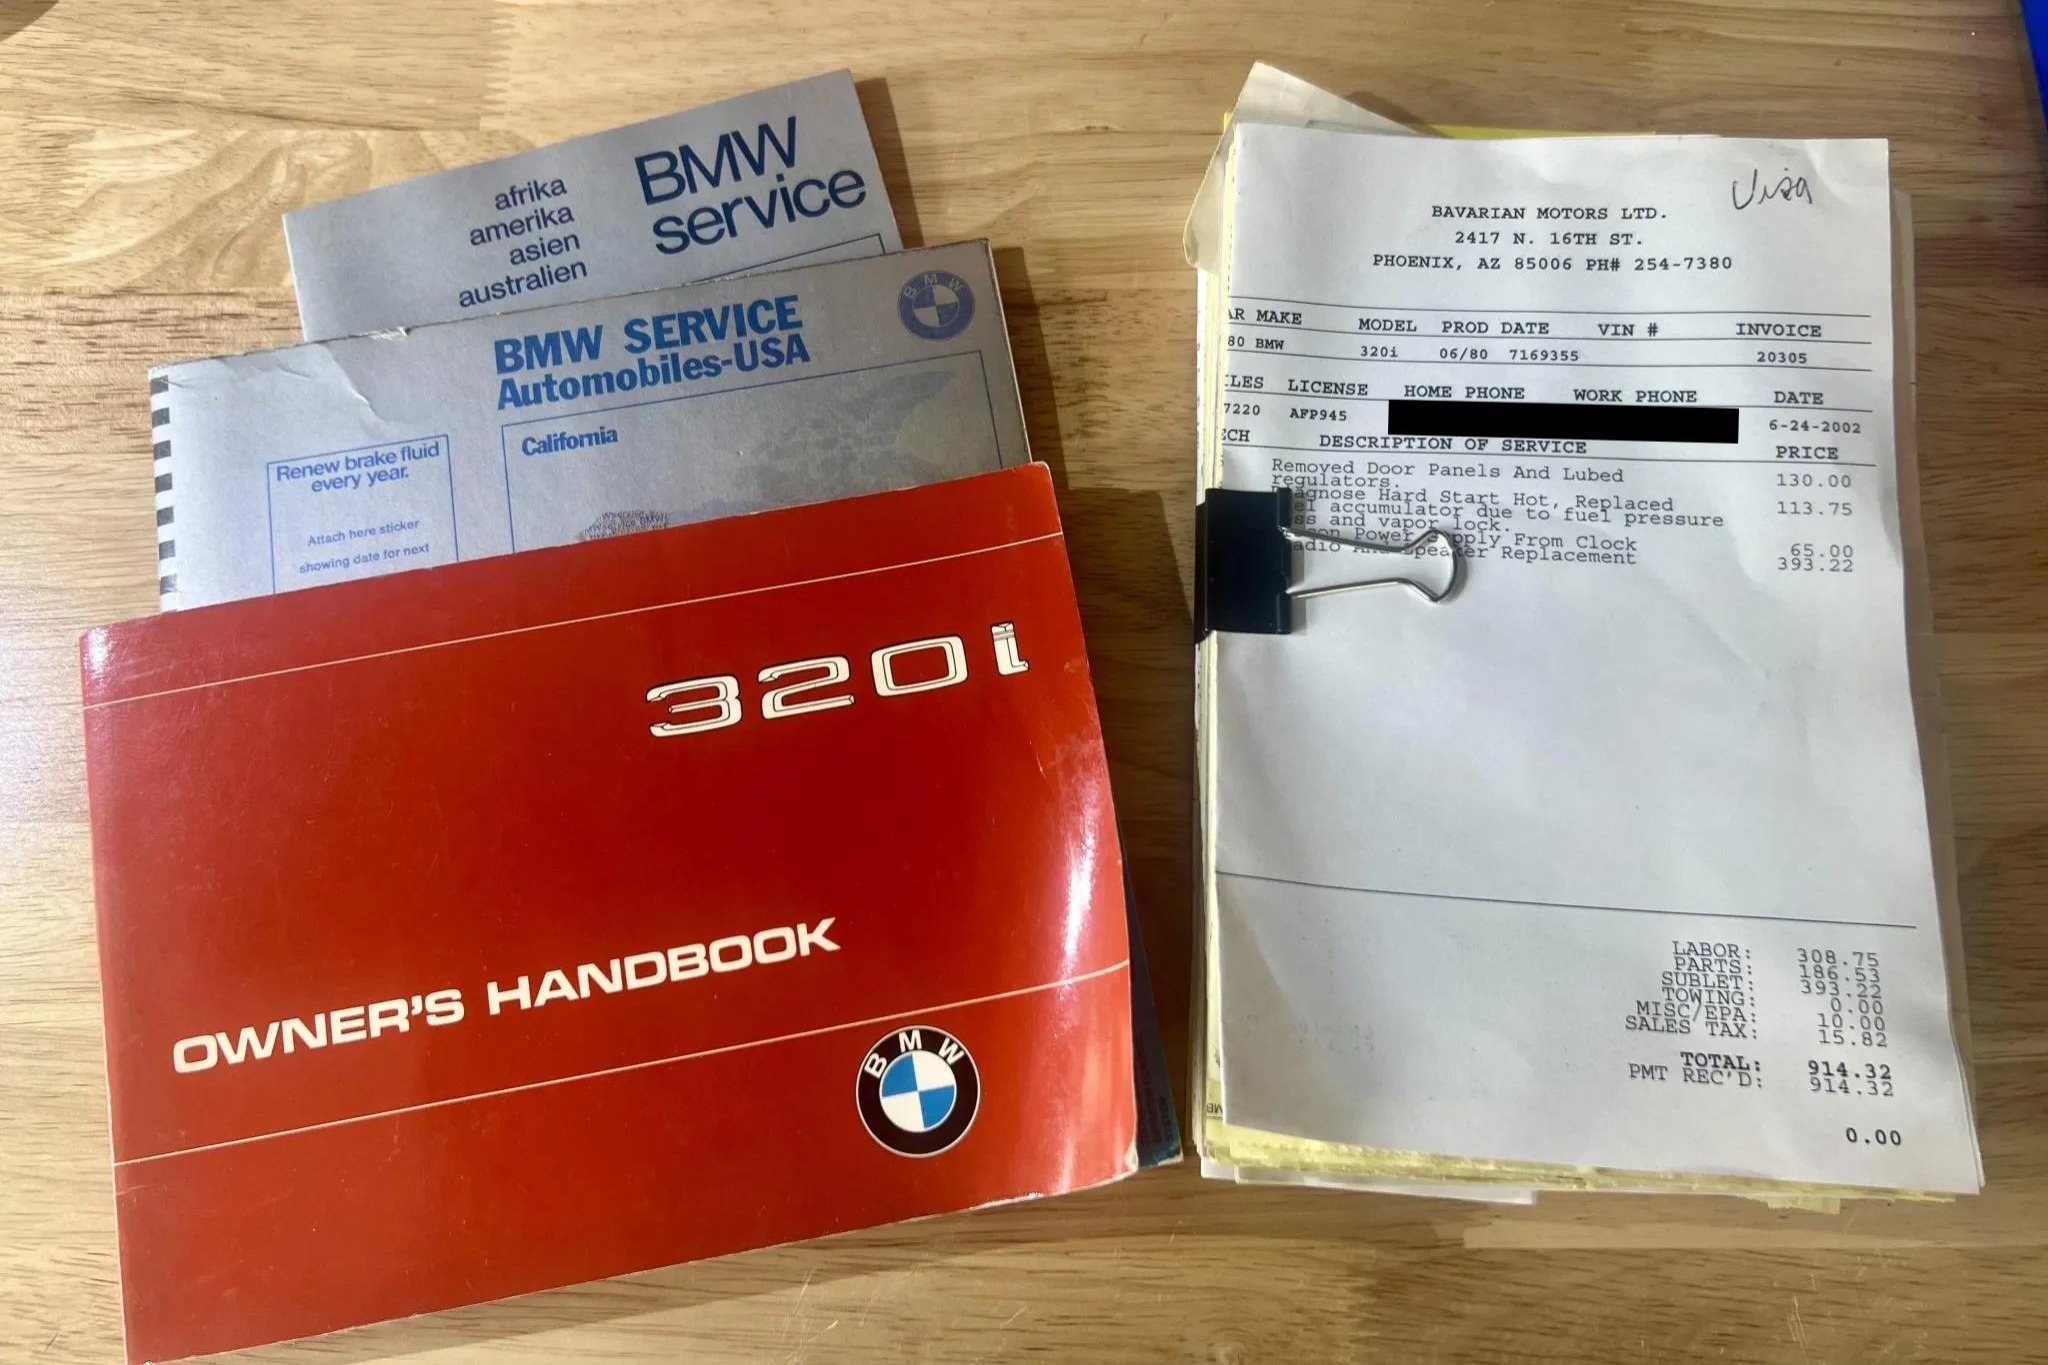 BMW
service
afrika
amerika
asien
australien
BMW SERVICE
Automobiles-USA
BMW
California
Renew brake fluid
every year.
Attach here sticker
showing date for next
320i
OWNER'S HANDBOOK
BMW
Visa
BAVARIAN MOTORS LTD.
2417 N. 16TH ST.
PHOENIX, AZ 85006 PH# 254-7380
AR MAKE MODEL PROD DATE VIN # INVOICE
80 BMW 320i 06/80 7169355 20305
LES LICENSE HOME PHONE WORK PHONE DATE
7220 AFP945 6-24-2002
ECH DESCRIPTION OF SERVICE PRICE
Removed Door Panels And Lubed 130.00
regulators.
Diagnose Hard Start Hot, Replaced 113.75
el accumulator due to fuel pressure
ss and vapor lock.
Power Supply From Clock 65.00
Radio And Speaker Replacement 393.22
LABOR: 308.75
PARTS: 186.53
SUBLET: 393.22
TOWING: 0.00
MISC/EPA: 10.00
SALES TAX: 15.82
TOTAL: 914.32
PMT REC'D: 914.32
0.00